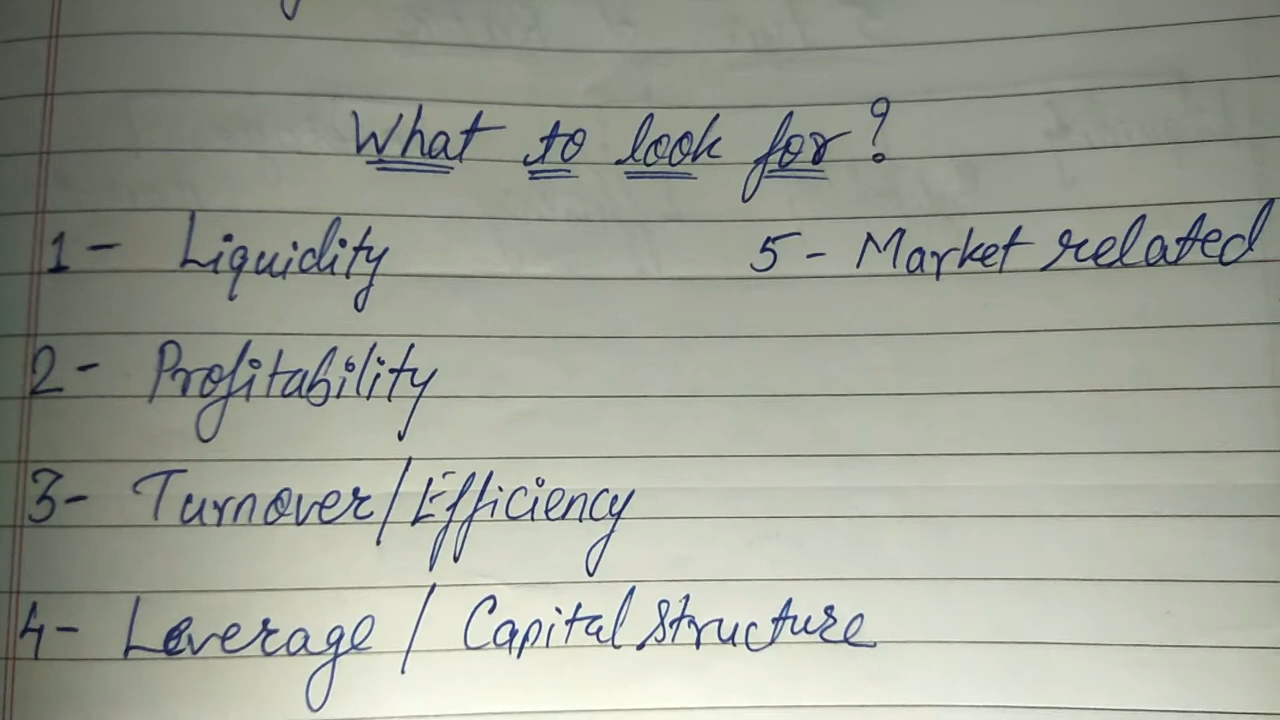 What to look for?
1- Liquidity
2- Profitability
3- Turnover/Efficiency
4- Leverage / Capital structure
5- Market related